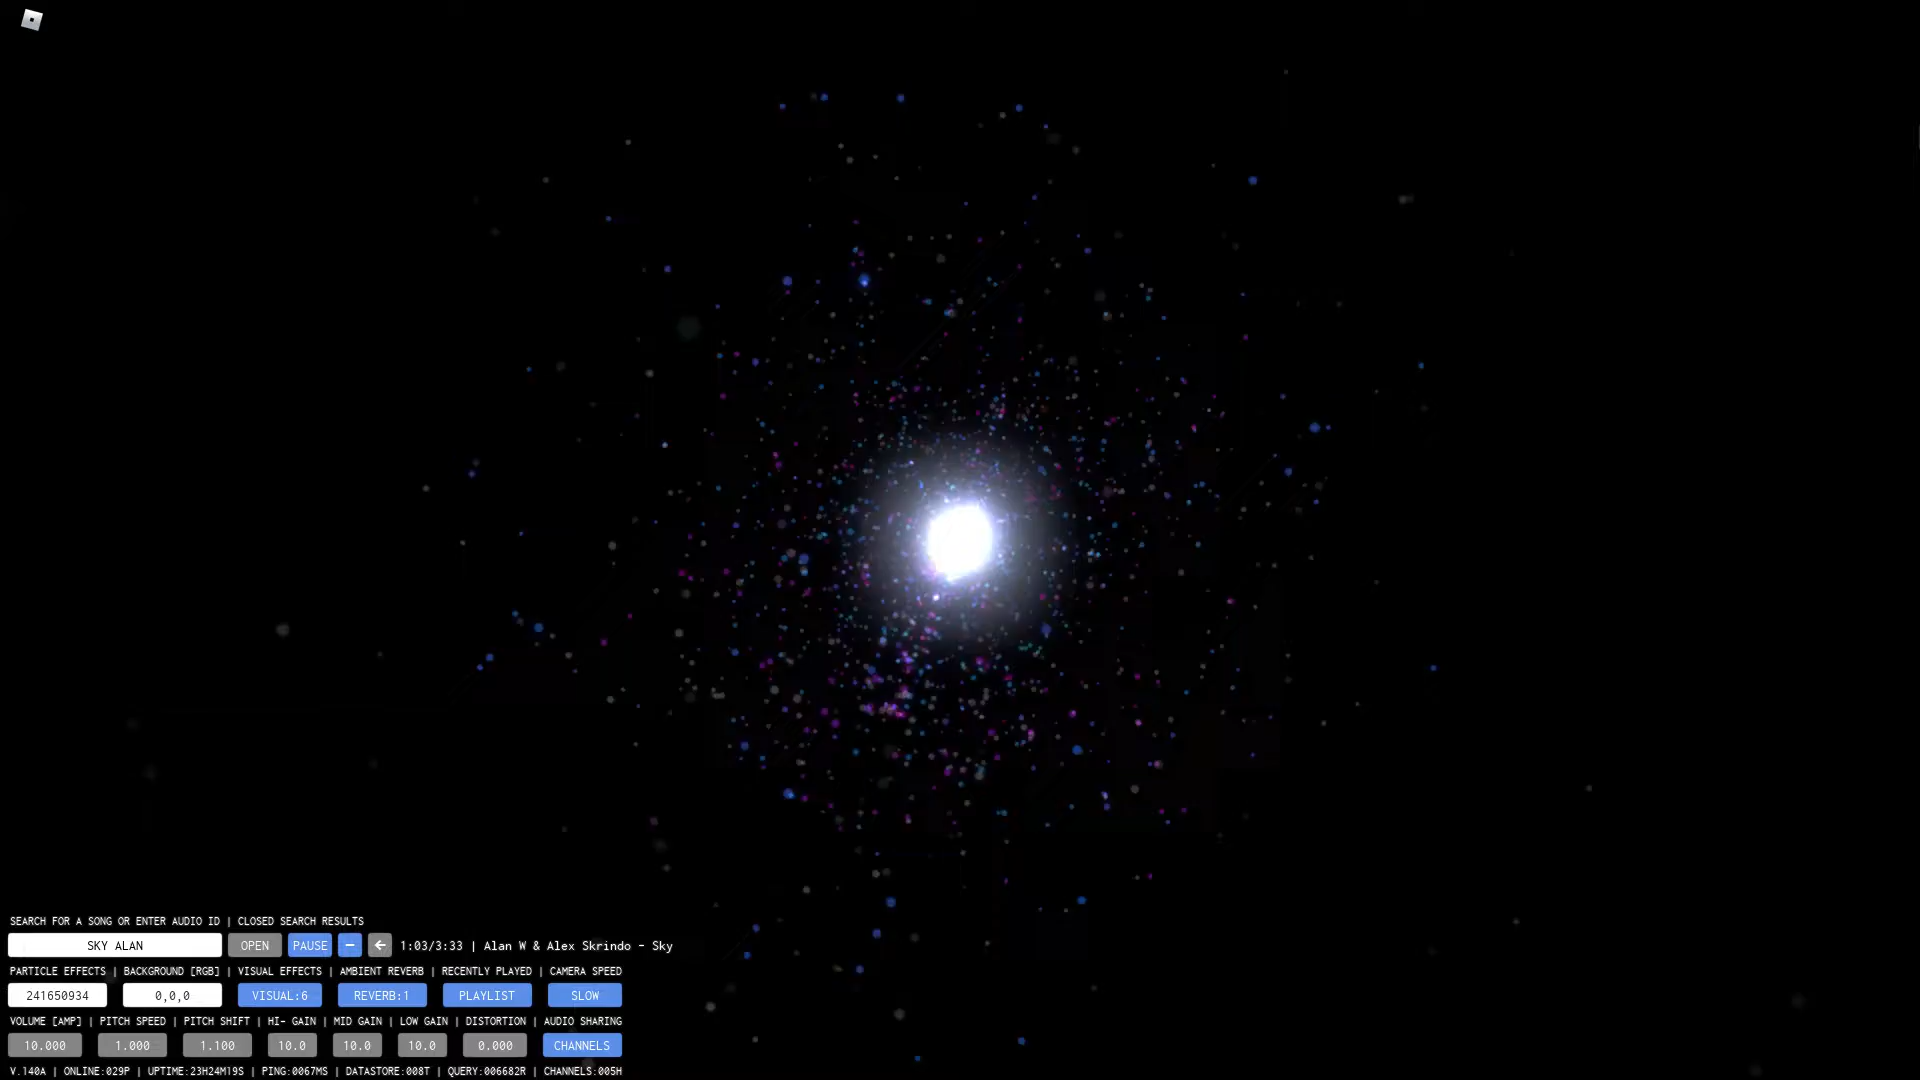 SEARCH FOR A SONG OR ENTER AUDIO ID | CLOSED SEARCH RESULTS
SKY ALAN OPEN PAUSE − ← 1:03/3:33 | Alan W & Alex Skrindo - Sky
PARTICLE EFFECTS | BACKGROUND [RGB] | VISUAL EFFECTS | AMBIENT REVERB | RECENTLY PLAYED | CAMERA SPEED
241650934 0,0,0 VISUAL:6 REVERB:1 PLAYLIST SLOW
VOLUME [AMP] | PITCH SPEED | PITCH SHIFT | HI- GAIN | MID GAIN | LOW GAIN | DISTORTION | AUDIO SHARING
10.000 1.000 1.100 10.0 10.0 10.0 0.000 CHANNELS
V.140A | ONLINE:029P | UPTIME:23H24M19S | PING:0067MS | DATASTORE:008T | QUERY:006682R | CHANNELS:005H